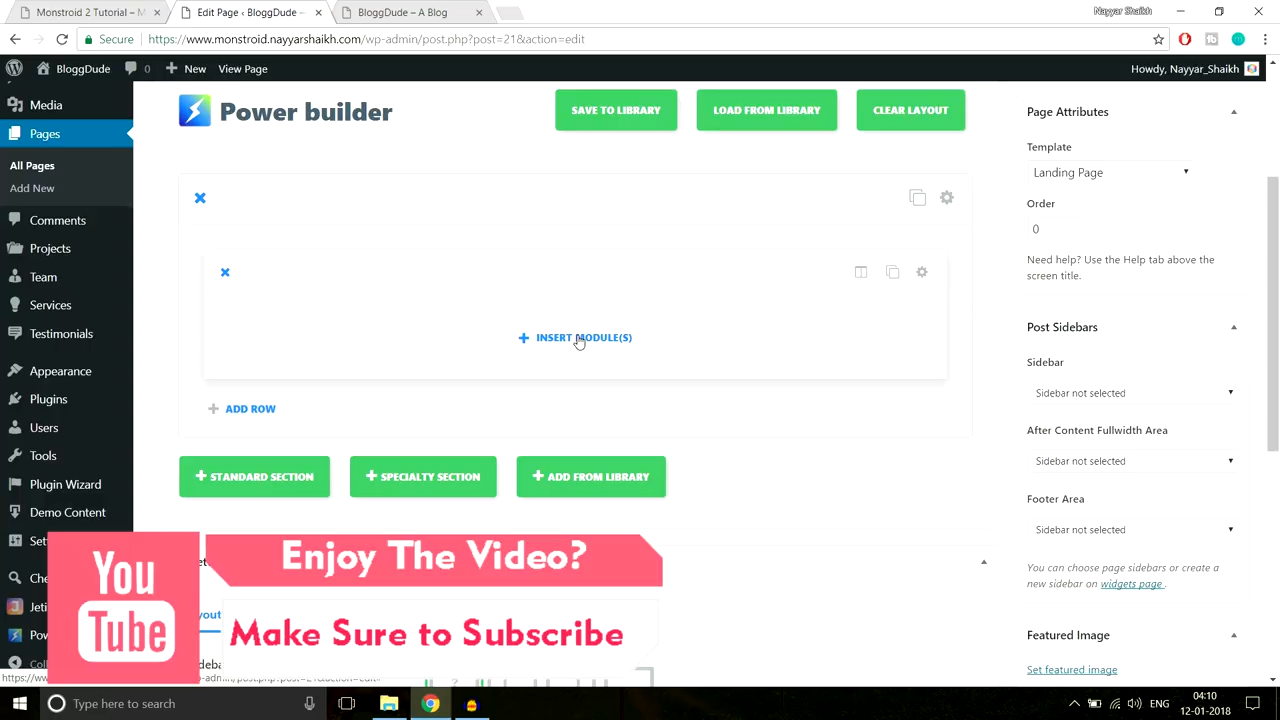 Monstroid 2 Tutorial – M
Edit Page ‹ BloggDude –
BloggDude – A Blog
Nayyar Shaikh
Secure
https://www.monstroid.nayyarshaikh.com/wp-admin/post.php?post=21&action=edit
BloggDude
0
New
View Page
Howdy, Nayyar_Shaikh
Media
Pages
All Pages
Add New
Comments
Projects
Team
Services
Testimonials
Appearance
Plugins
Users
Tools
Plugin Wizard
Demo Content
Power builder
SAVE TO LIBRARY
LOAD FROM LIBRARY
CLEAR LAYOUT
INSERT MODULE(S)
ADD ROW
STANDARD SECTION
SPECIALTY SECTION
ADD FROM LIBRARY
Page Attributes
Template
Landing Page
Order
0
Need help? Use the Help tab above the
screen title.
Post Sidebars
Sidebar
Sidebar not selected
After Content Fullwidth Area
Sidebar not selected
Footer Area
Sidebar not selected
You can choose page sidebars or create a
new sidebar on widgets page .
Featured Image
Set featured image
You
Tube
Enjoy The Video?
Make Sure to Subscribe
Type here to search
ENG
04:10
12-01-2018